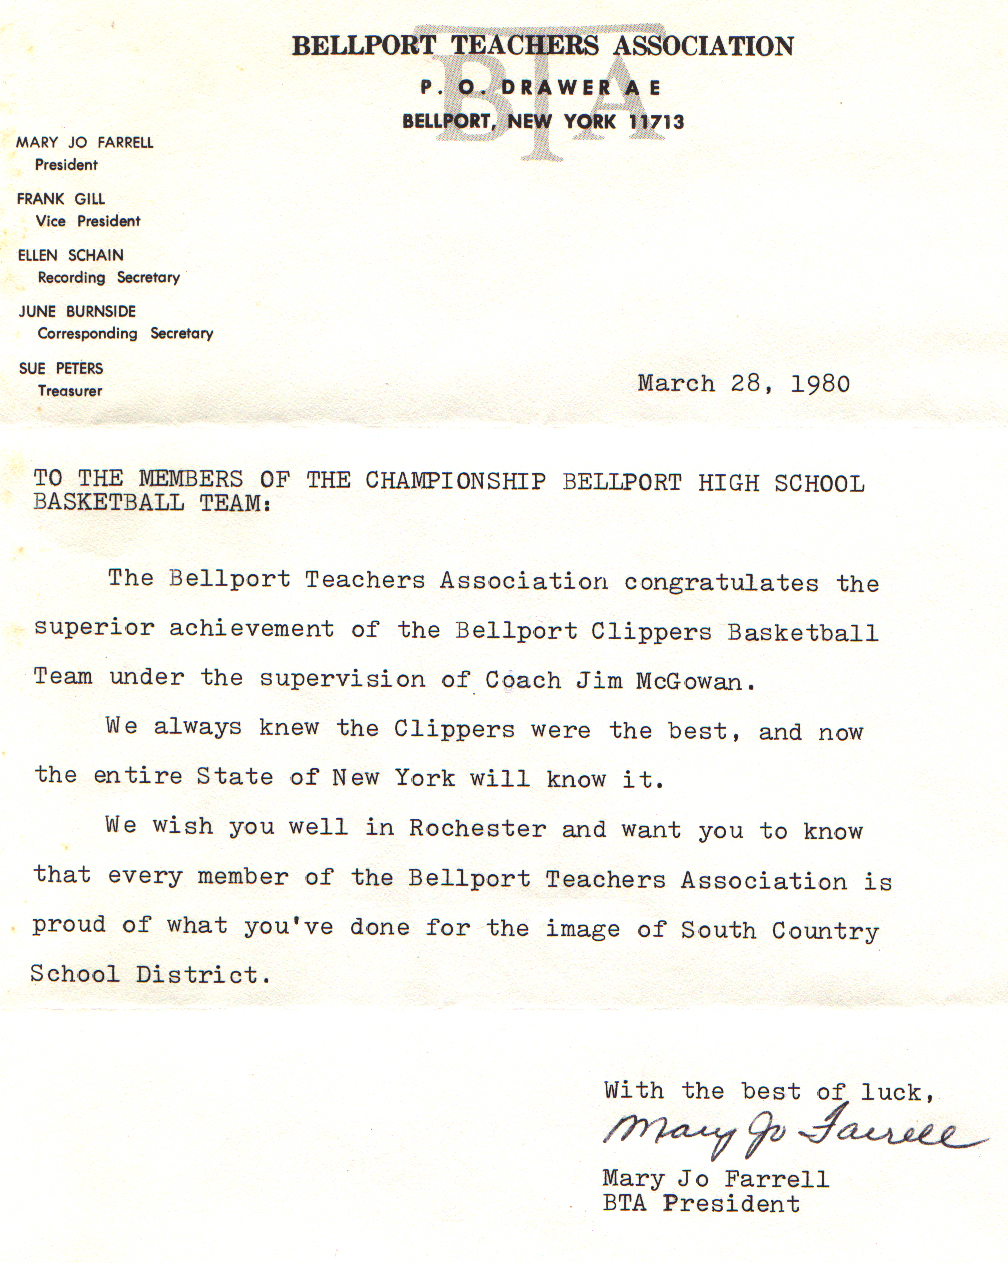 BELLPORT TEACHERS ASSOCIATION
BTA
P. O. DRAWER A E
BELLPORT, NEW YORK 11713
MARY JO FARRELL
President
FRANK GILL
Vice President
ELLEN SCHAIN
Recording Secretary
JUNE BURNSIDE
Corresponding Secretary
SUE PETERS
Treasurer
March 28, 1980
TO THE MEMBERS OF THE CHAMPIONSHIP BELLPORT HIGH SCHOOL
BASKETBALL TEAM:
The Bellport Teachers Association congratulates the
superior achievement of the Bellport Clippers Basketball
Team under the supervision of Coach Jim McGowan.
We always knew the Clippers were the best, and now
the entire State of New York will know it.
We wish you well in Rochester and want you to know
that every member of the Bellport Teachers Association is
proud of what you've done for the image of South Country
School District.
With the best of luck,
Mary Jo Farrell
Mary Jo Farrell
BTA President